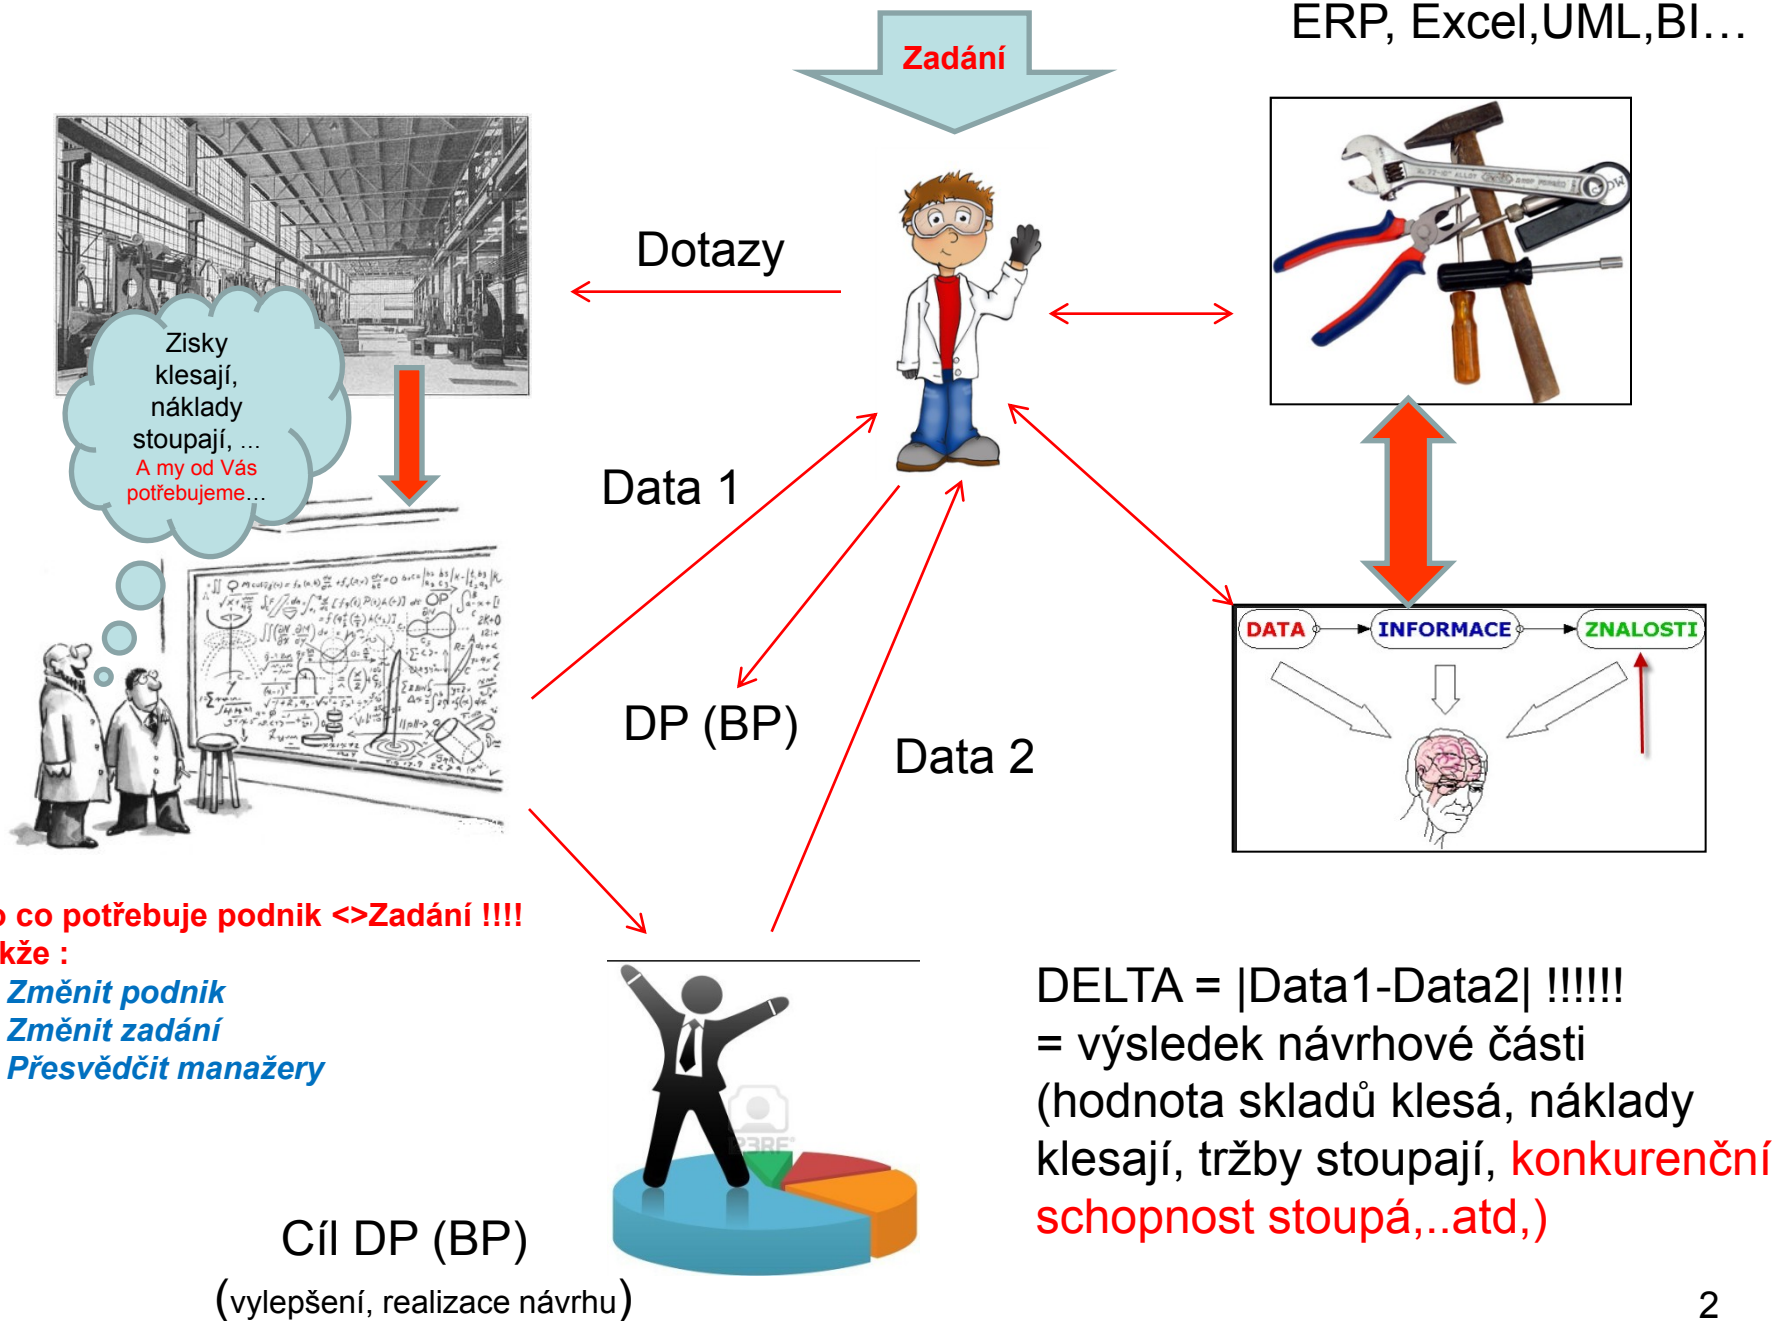 ERP, Excel,UML,BI…
Zadání
Dotazy
Zisky
klesají,
náklady
stoupají, …
A my od Vás
potřebujeme…
Data 1
DATA
INFORMACE
ZNALOSTI
DP (BP)
Data 2
o co potřebuje podnik <>Zadání !!!!
kže :
Změnit podnik
Změnit zadání
Přesvědčit manažery
DELTA = |Data1-Data2| !!!!!!
= výsledek návrhové části
(hodnota skladů klesá, náklady
klesají, tržby stoupají, konkurenční
schopnost stoupá,..atd,)
Cíl DP (BP)
(vylepšení, realizace návrhu)
2